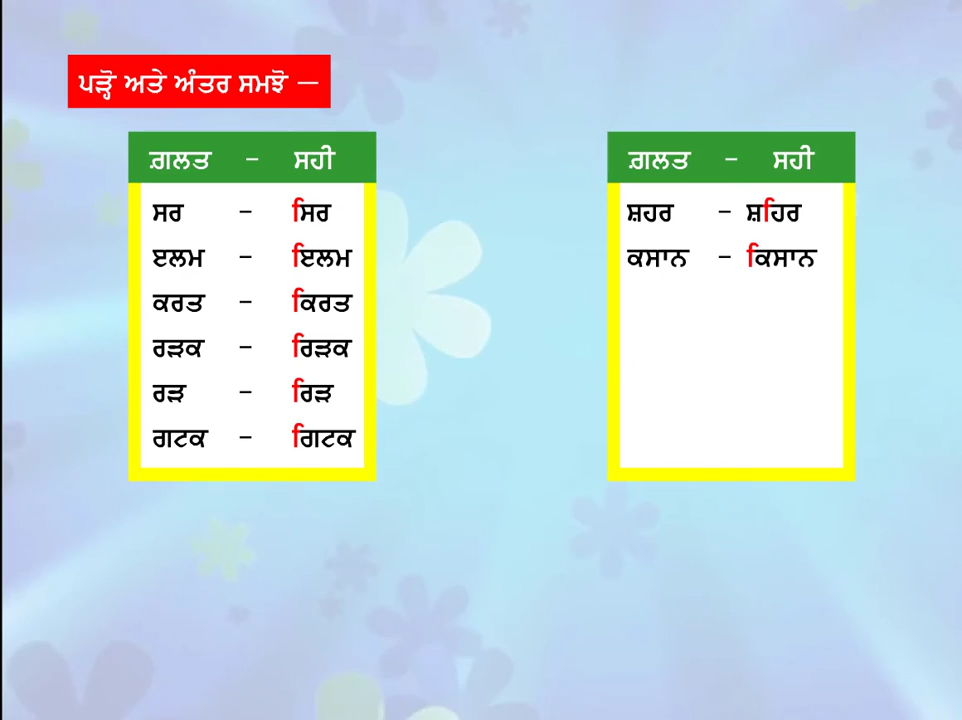 ਪੜ੍ਹੋ ਅਤੇ ਅੰਤਰ ਸਮਝੋ —
ਗ਼ਲਤ - ਸਹੀ
ਸਰ - ਸਿਰ
ੲਲਮ - ਇਲਮ
ਕਰਤ - ਕਿਰਤ
ਰੜਕ - ਰਿੜਕ
ਰੜ - ਰਿੜ
ਗਟਕ - ਗਿਟਕ
ਗ਼ਲਤ - ਸਹੀ
ਸ਼ਹਰ - ਸ਼ਹਿਰ
ਕਸਾਨ - ਕਿਸਾਨ